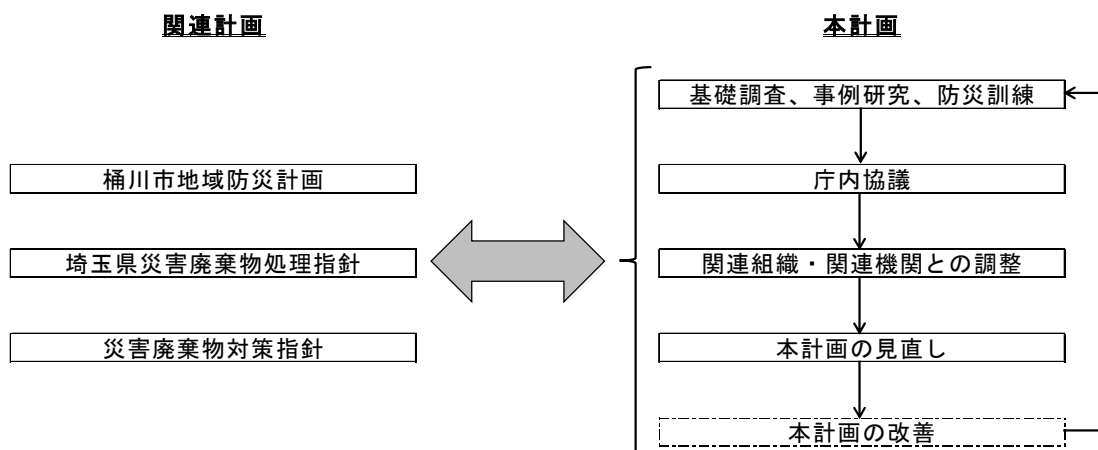 関連計画
桶川市地域防災計画
埼玉県災害廃棄物処理指針
災害廃棄物対策指針
本計画
基礎調査、事例研究、防災訓練
庁内協議
関連組織・関連機関との調整
本計画の見直し
本計画の改善